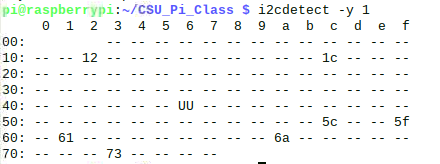 pi@raspberrypi:~/CSU_Pi_Class $ i2cdetect -y 1
     0  1  2  3  4  5  6  7  8  9  a  b  c  d  e  f
00:          -- -- -- -- -- -- -- -- -- -- -- -- --
10: -- -- 12 -- -- -- -- -- -- -- -- -- 1c -- -- --
20: -- -- -- -- -- -- -- -- -- -- -- -- -- -- -- --
30: -- -- -- -- -- -- -- -- -- -- -- -- -- -- -- --
40: -- -- -- -- -- -- UU -- -- -- -- -- -- -- -- --
50: -- -- -- -- -- -- -- -- -- -- -- -- 5c -- -- 5f
60: -- 61 -- -- -- -- -- -- -- -- 6a -- -- -- -- --
70: -- -- -- 73 -- -- -- --